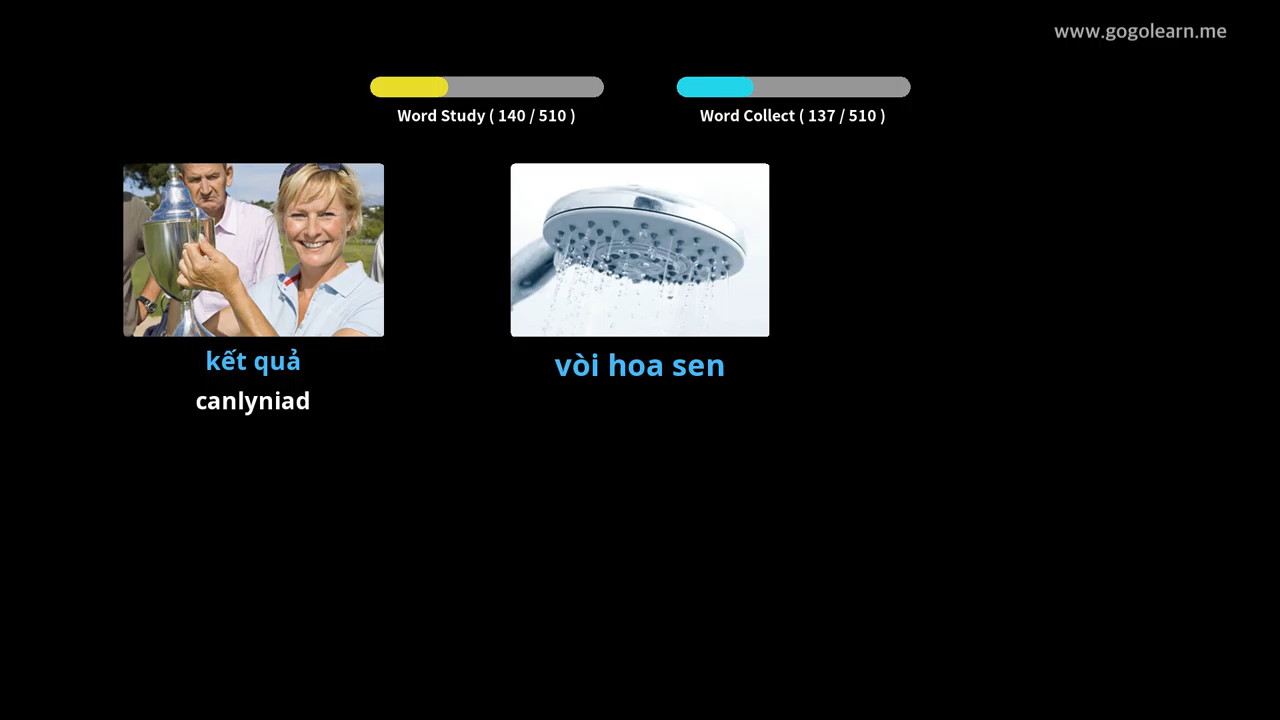 www.gogolearn.me
Word Study ( 140 / 510 )
Word Collect ( 137 / 510 )
kết quả
canlyniad
vòi hoa sen